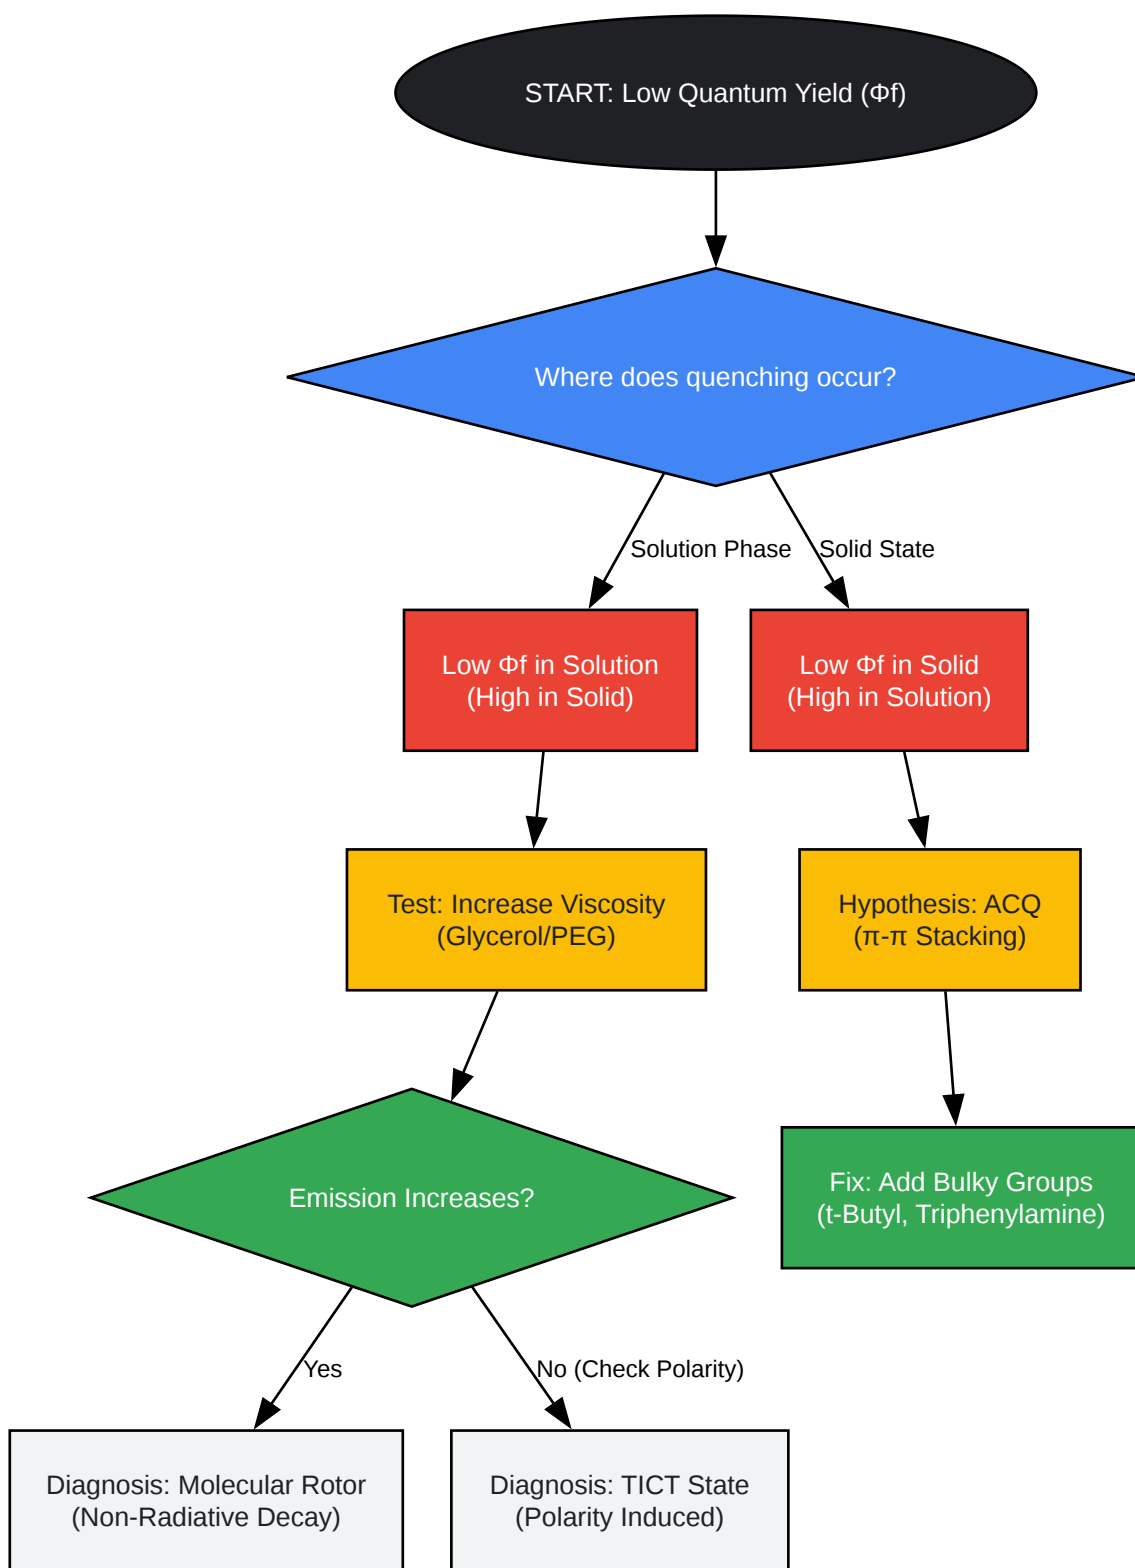 START: Low Quantum Yield (Φf)
Where does quenching occur?
Solution Phase
Solid State
Low Φf in Solution
(High in Solid)
Low Φf in Solid
(High in Solution)
Test: Increase Viscosity
(Glycerol/PEG)
Hypothesis: ACQ
(π-π Stacking)
Emission Increases?
Fix: Add Bulky Groups
(t-Butyl, Triphenylamine)
Yes
No (Check Polarity)
Diagnosis: Molecular Rotor
(Non-Radiative Decay)
Diagnosis: TICT State
(Polarity Induced)